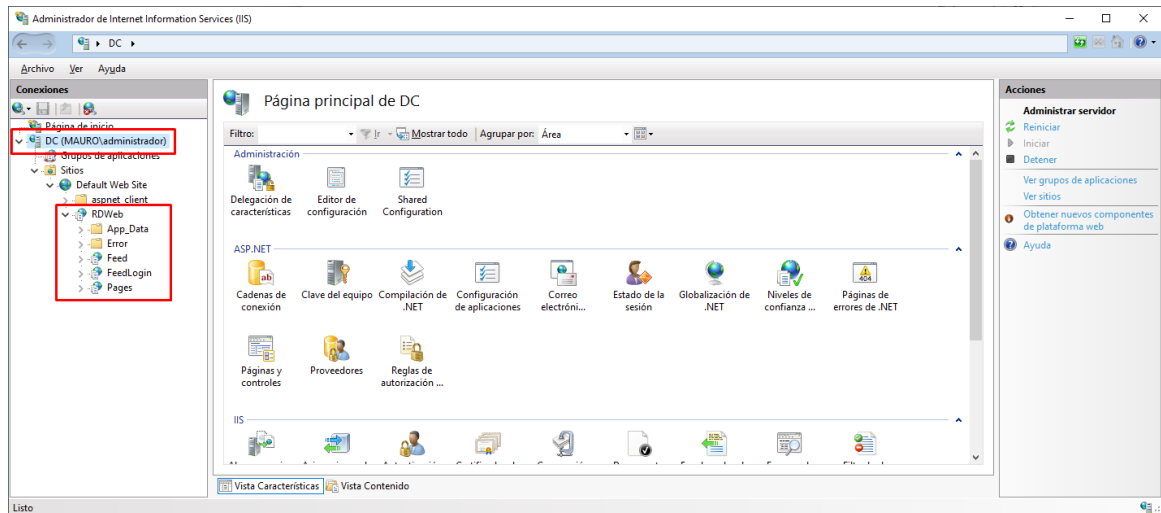 Administrador de Internet Information Services (IIS)
DC
Archivo Ver Ayuda
Conexiones
Página de inicio
DC (MAURO\administrador)
Grupos de aplicaciones
Sitios
Default Web Site
aspnet_client
RDWeb
App_Data
Error
Feed
FeedLogin
Pages
Página principal de DC
Filtro: Ir Mostrar todo Agrupar por: Área
Administración
Delegación de características
Editor de configuración
Shared Configuration
ASP.NET
Cadenas de conexión
Clave del equipo
Compilación de .NET
Configuración de aplicaciones
Correo electróni...
Estado de la sesión
Globalización de .NET
Niveles de confianza ...
Páginas de errores de .NET
Páginas y controles
Proveedores
Reglas de autorización ...
IIS
Vista Características Vista Contenido
Acciones
Administrar servidor
Reiniciar
Iniciar
Detener
Ver grupos de aplicaciones
Ver sitios
Obtener nuevos componentes
de plataforma web
Ayuda
Listo